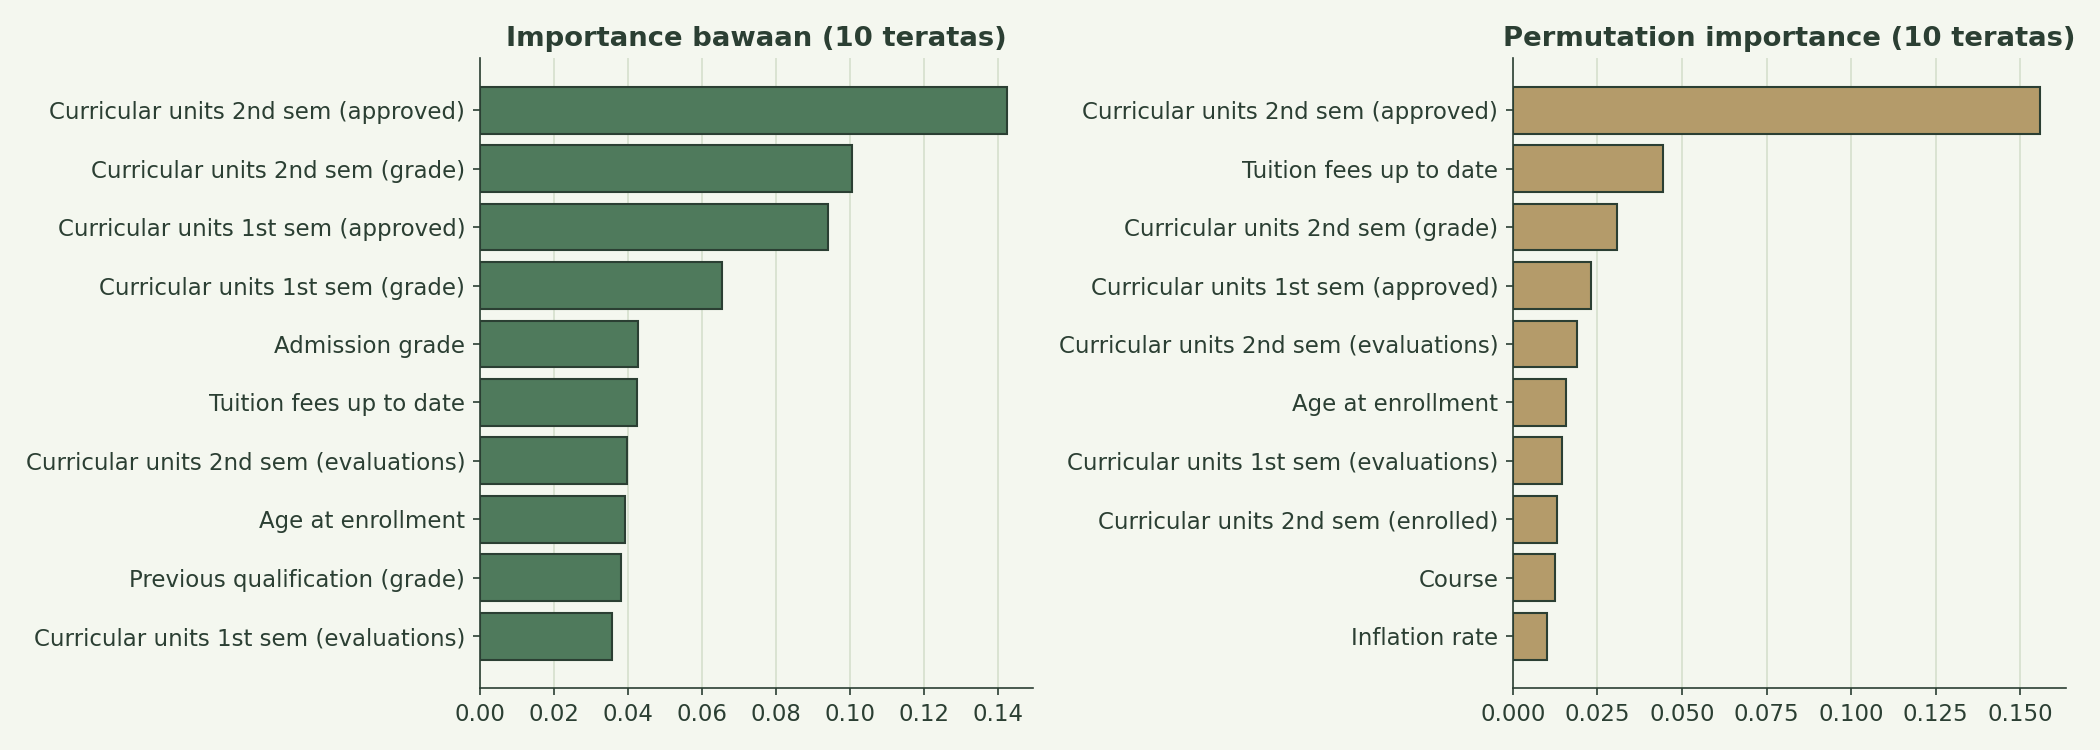 Importance bawaan (10 teratas)
Curricular units 2nd sem (approved)
Curricular units 2nd sem (grade)
Curricular units 1st sem (approved)
Curricular units 1st sem (grade)
Admission grade
Tuition fees up to date
Curricular units 2nd sem (evaluations)
Age at enrollment
Previous qualification (grade)
Curricular units 1st sem (evaluations)
0.00 0.02 0.04 0.06 0.08 0.10 0.12 0.14
Permutation importance (10 teratas)
Curricular units 2nd sem (approved)
Tuition fees up to date
Curricular units 2nd sem (grade)
Curricular units 1st sem (approved)
Curricular units 2nd sem (evaluations)
Age at enrollment
Curricular units 1st sem (evaluations)
Curricular units 2nd sem (enrolled)
Course
Inflation rate
0.000 0.025 0.050 0.075 0.100 0.125 0.150